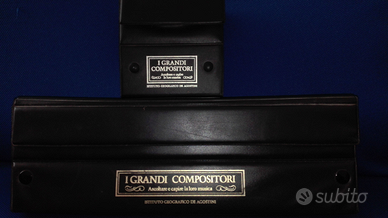 I GRANDI
COMPOSITORI
Ascoltare e capire
la loro musica
ISTITUTO GEOGRAFICO DE AGOSTINI
I GRANDI COMPOSITORI
Ascoltare e capire la loro musica
ISTITUTO GEOGRAFICO DE AGOSTINI
subito